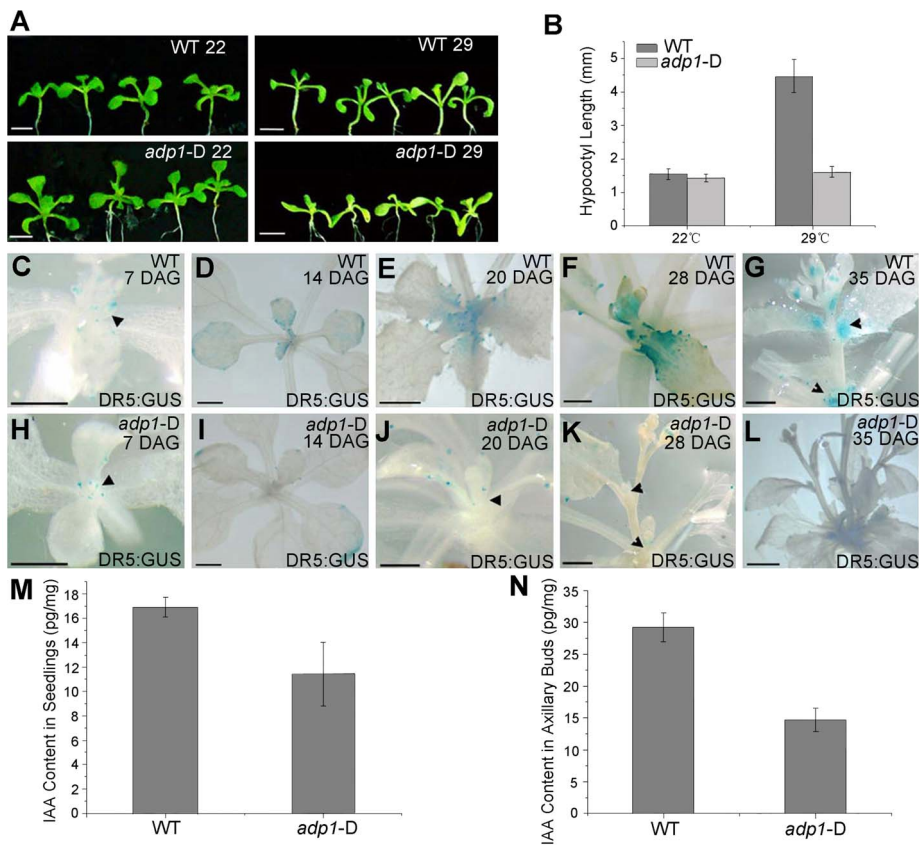 A
WT 22
WT 29
adp1-D 22
adp1-D 29
B
WT
adp1-D
Hypocotyl Length (mm)
6
5
4
3
2
1
0
22℃
29℃
C
WT
7 DAG
DR5:GUS
D
WT
14 DAG
DR5:GUS
E
WT
20 DAG
DR5:GUS
F
WT
28 DAG
DR5:GUS
G
WT
35 DAG
DR5:GUS
H
adp1-D
7 DAG
DR5:GUS
I
adp1-D
14 DAG
DR5:GUS
J
adp1-D
20 DAG
DR5:GUS
K
adp1-D
28 DAG
DR5:GUS
L
adp1-D
35 DAG
DR5:GUS
M
IAA Content in Seedlings (pg/mg)
18
16
14
12
10
8
6
4
2
0
WT
adp1-D
N
IAA Content in Axillary Buds (pg/mg)
35
30
25
20
15
10
5
0
WT
adp1-D